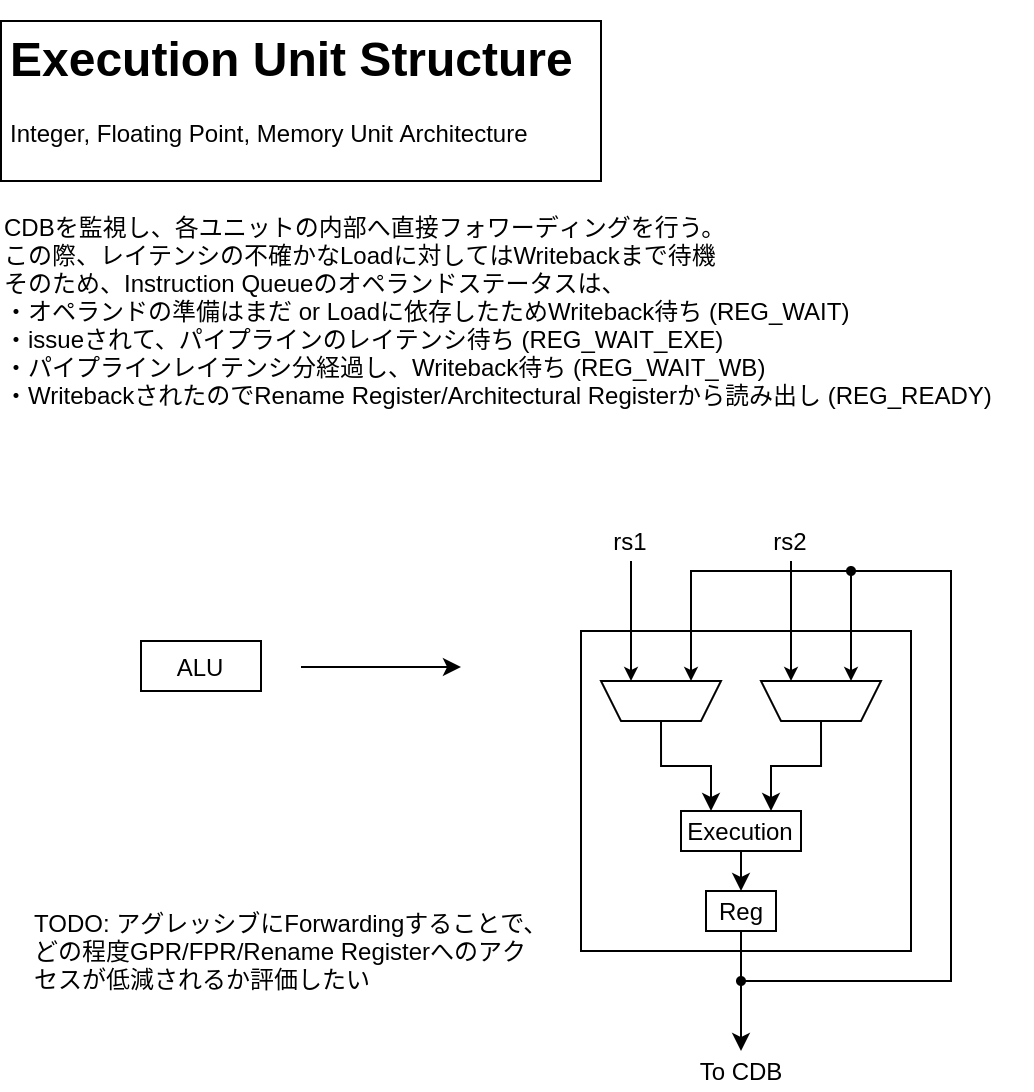 Execution Unit Structure
Integer, Floating Point, Memory Unit Architecture
CDBを監視し、各ユニットの内部へ直接フォワーディングを行う。
この際、レイテンシの不確かなLoadに対してはWritebackまで待機
そのため、Instruction Queueのオペランドステータスは、
・オペランドの準備はまだ or Loadに依存したためWriteback待ち (REG_WAIT)
・issueされて、パイプラインのレイテンシ待ち (REG_WAIT_EXE)
・パイプラインレイテンシ分経過し、Writeback待ち (REG_WAIT_WB)
・WritebackされたのでRename Register/Architectural Registerから読み出し (REG_READY)
rs1
rs2
ALU
Execution
Reg
TODO: アグレッシブにForwardingすることで、
どの程度GPR/FPR/Rename Registerへのアク
セスが低減されるか評価したい
To CDB